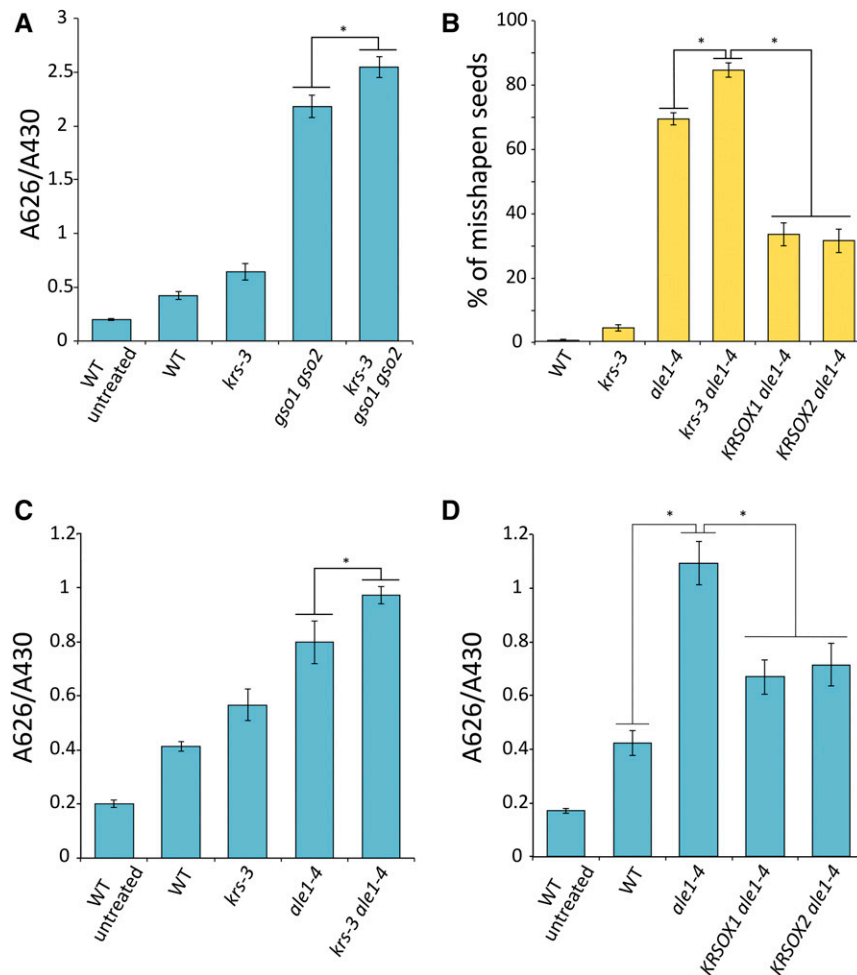 A
3
2.5
2
1.5
1
0.5
0
A626/A430
*
WT
untreated
WT
krs-3
gso1 gso2
krs-3
gso1 gso2
B
100
80
60
40
20
0
% of misshapen seeds
*
*
WT
krs-3
ale1-4
krs-3 ale1-4
KRSOX1 ale1-4
KRSOX2 ale1-4
C
1.2
1
0.8
0.6
0.4
0.2
0
A626/A430
*
WT
untreated
WT
krs-3
ale1-4
krs-3 ale1-4
D
1.2
1
0.8
0.6
0.4
0.2
0
A626/A430
*
*
WT
untreated
WT
ale1-4
KRSOX1 ale1-4
KRSOX2 ale1-4